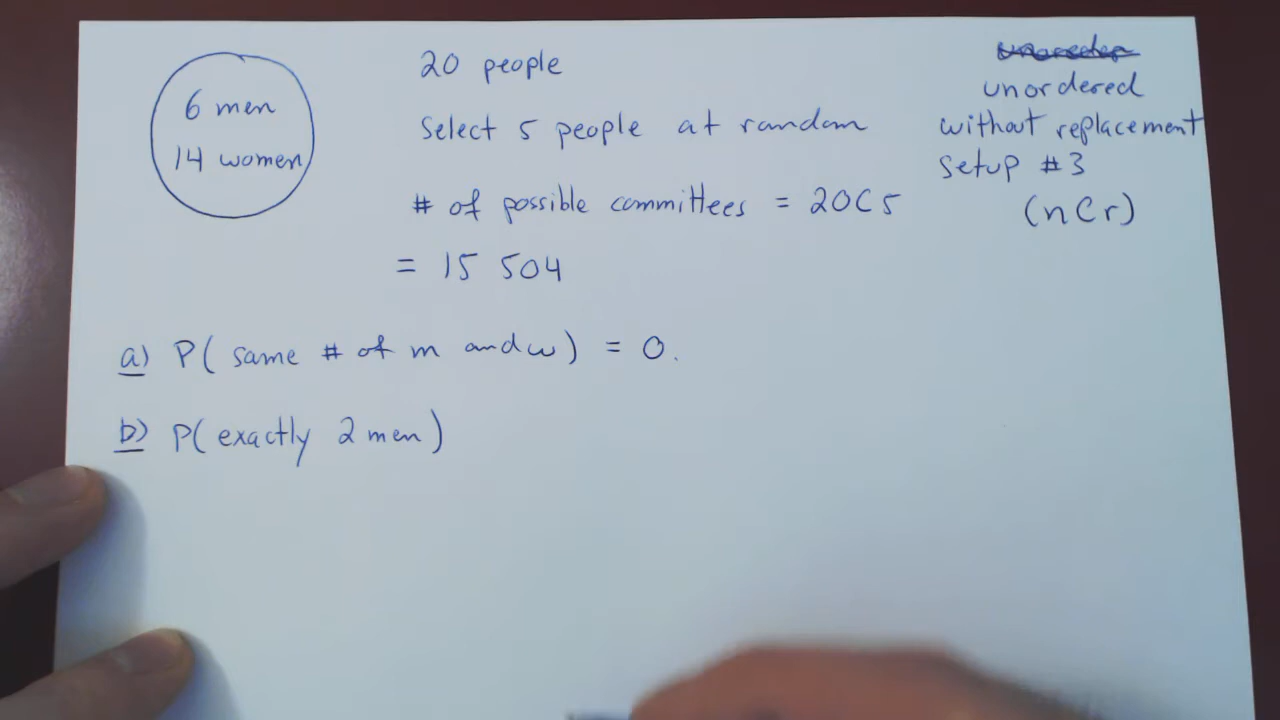 6 men
14 women
20 people
Select 5 people at random
# of possible committees = 20C5
= 15 504
unordered
without replacement
setup #3
(nCr)
a) P(same # of m and w) = 0.
b) P(exactly 2 men)